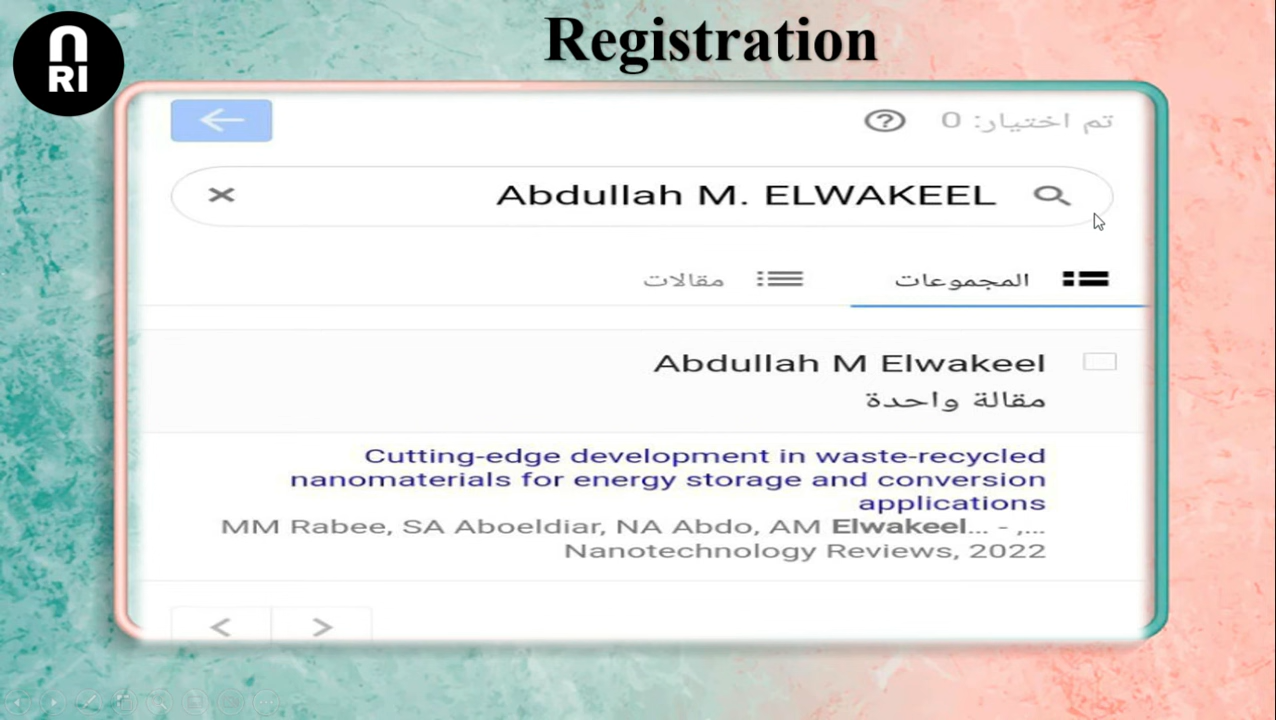 Registration
n
RI
تم اختيار: 0
Abdullah M. ELWAKEEL
المجموعات
مقالات
Abdullah M Elwakeel
مقالة واحدة
Cutting-edge development in waste-recycled
nanomaterials for energy storage and conversion
applications
MM Rabee, SA Aboeldiar, NA Abdo, AM Elwakeel... - ,...
Nanotechnology Reviews, 2022